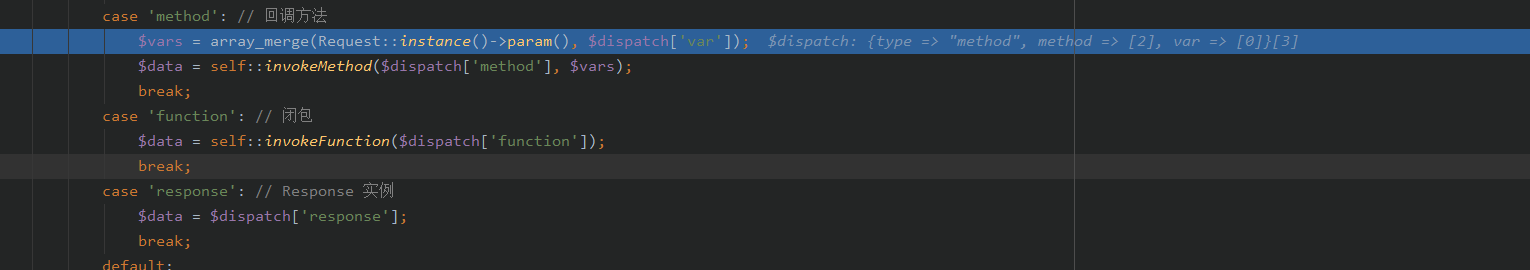 case 'method': // 回调方法
$vars = array_merge(Request::instance()->param(), $dispatch['var']); $dispatch: {type => "method", method => [2], var => [0]}[3]
$data = self::invokeMethod($dispatch['method'], $vars);
break;
case 'function': // 闭包
$data = self::invokeFunction($dispatch['function']);
break;
case 'response': // Response 实例
$data = $dispatch['response'];
break;
default: